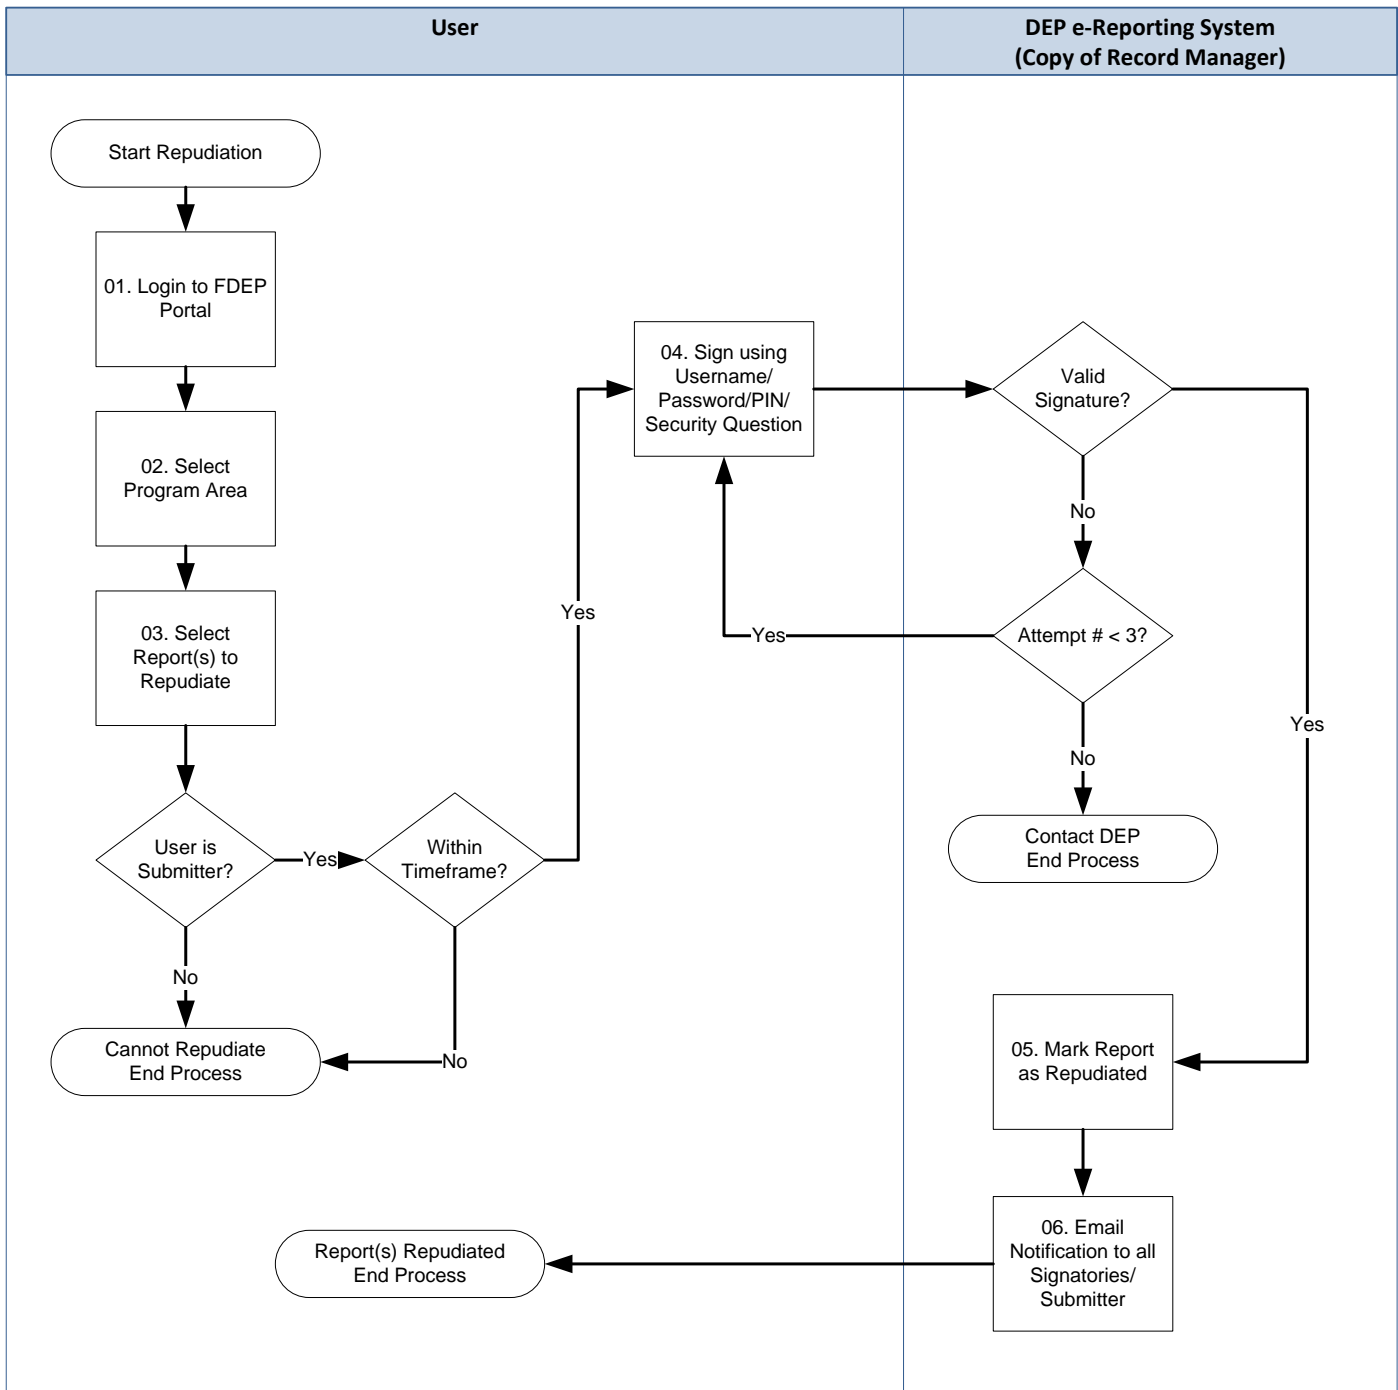 User
DEP e-Reporting System
(Copy of Record Manager)
Start Repudiation
01. Login to FDEP
Portal
02. Select
Program Area
03. Select
Report(s) to
Repudiate
User is
Submitter?
Yes
Within
Timeframe?
No
Cannot Repudiate
End Process
No
Yes
04. Sign using
Username/
Password/PIN/
Security Question
Valid
Signature?
No
Attempt # < 3?
Yes
No
Contact DEP
End Process
Yes
05. Mark Report
as Repudiated
06. Email
Notification to all
Signatories/
Submitter
Report(s) Repudiated
End Process